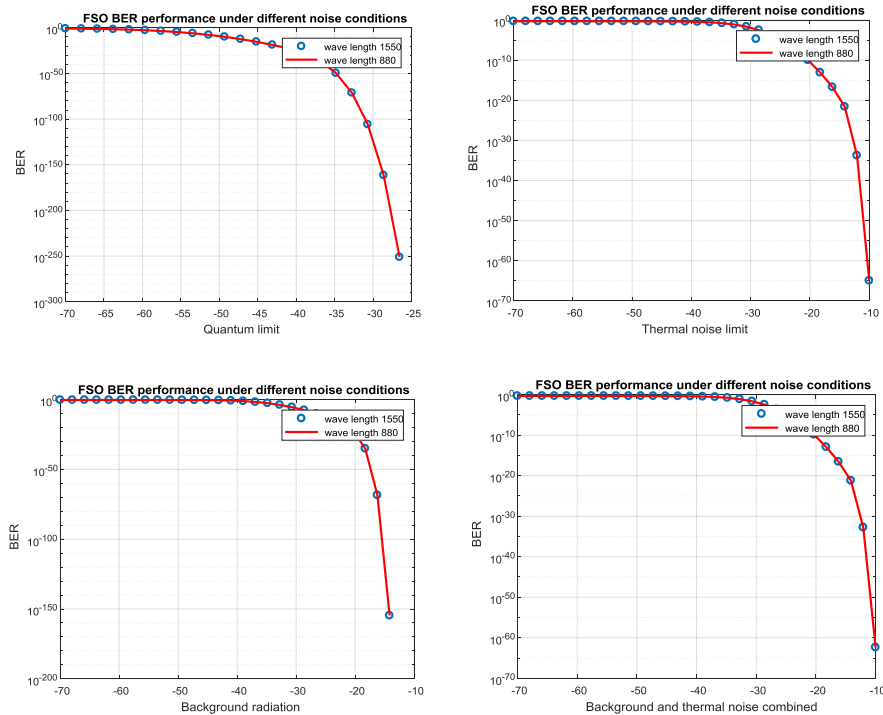 FSO BER performance under different noise conditions
wave length 1550
wave length 880
BER
10^0
10^-50
10^-100
10^-150
10^-200
10^-250
10^-300
-70 -65 -60 -55 -50 -45 -40 -35 -30 -25
Quantum limit
FSO BER performance under different noise conditions
wave length 1550
wave length 880
BER
10^0
10^-10
10^-20
10^-30
10^-40
10^-50
10^-60
10^-70
-70 -60 -50 -40 -30 -20 -10
Thermal noise limit
FSO BER performance under different noise conditions
wave length 1550
wave length 880
BER
10^0
10^-50
10^-100
10^-150
10^-200
-70 -60 -50 -40 -30 -20 -10
Background radiation
FSO BER performance under different noise conditions
wave length 1550
wave length 880
BER
10^0
10^-10
10^-20
10^-30
10^-40
10^-50
10^-60
10^-70
-70 -60 -50 -40 -30 -20 -10
Background and thermal noise combined